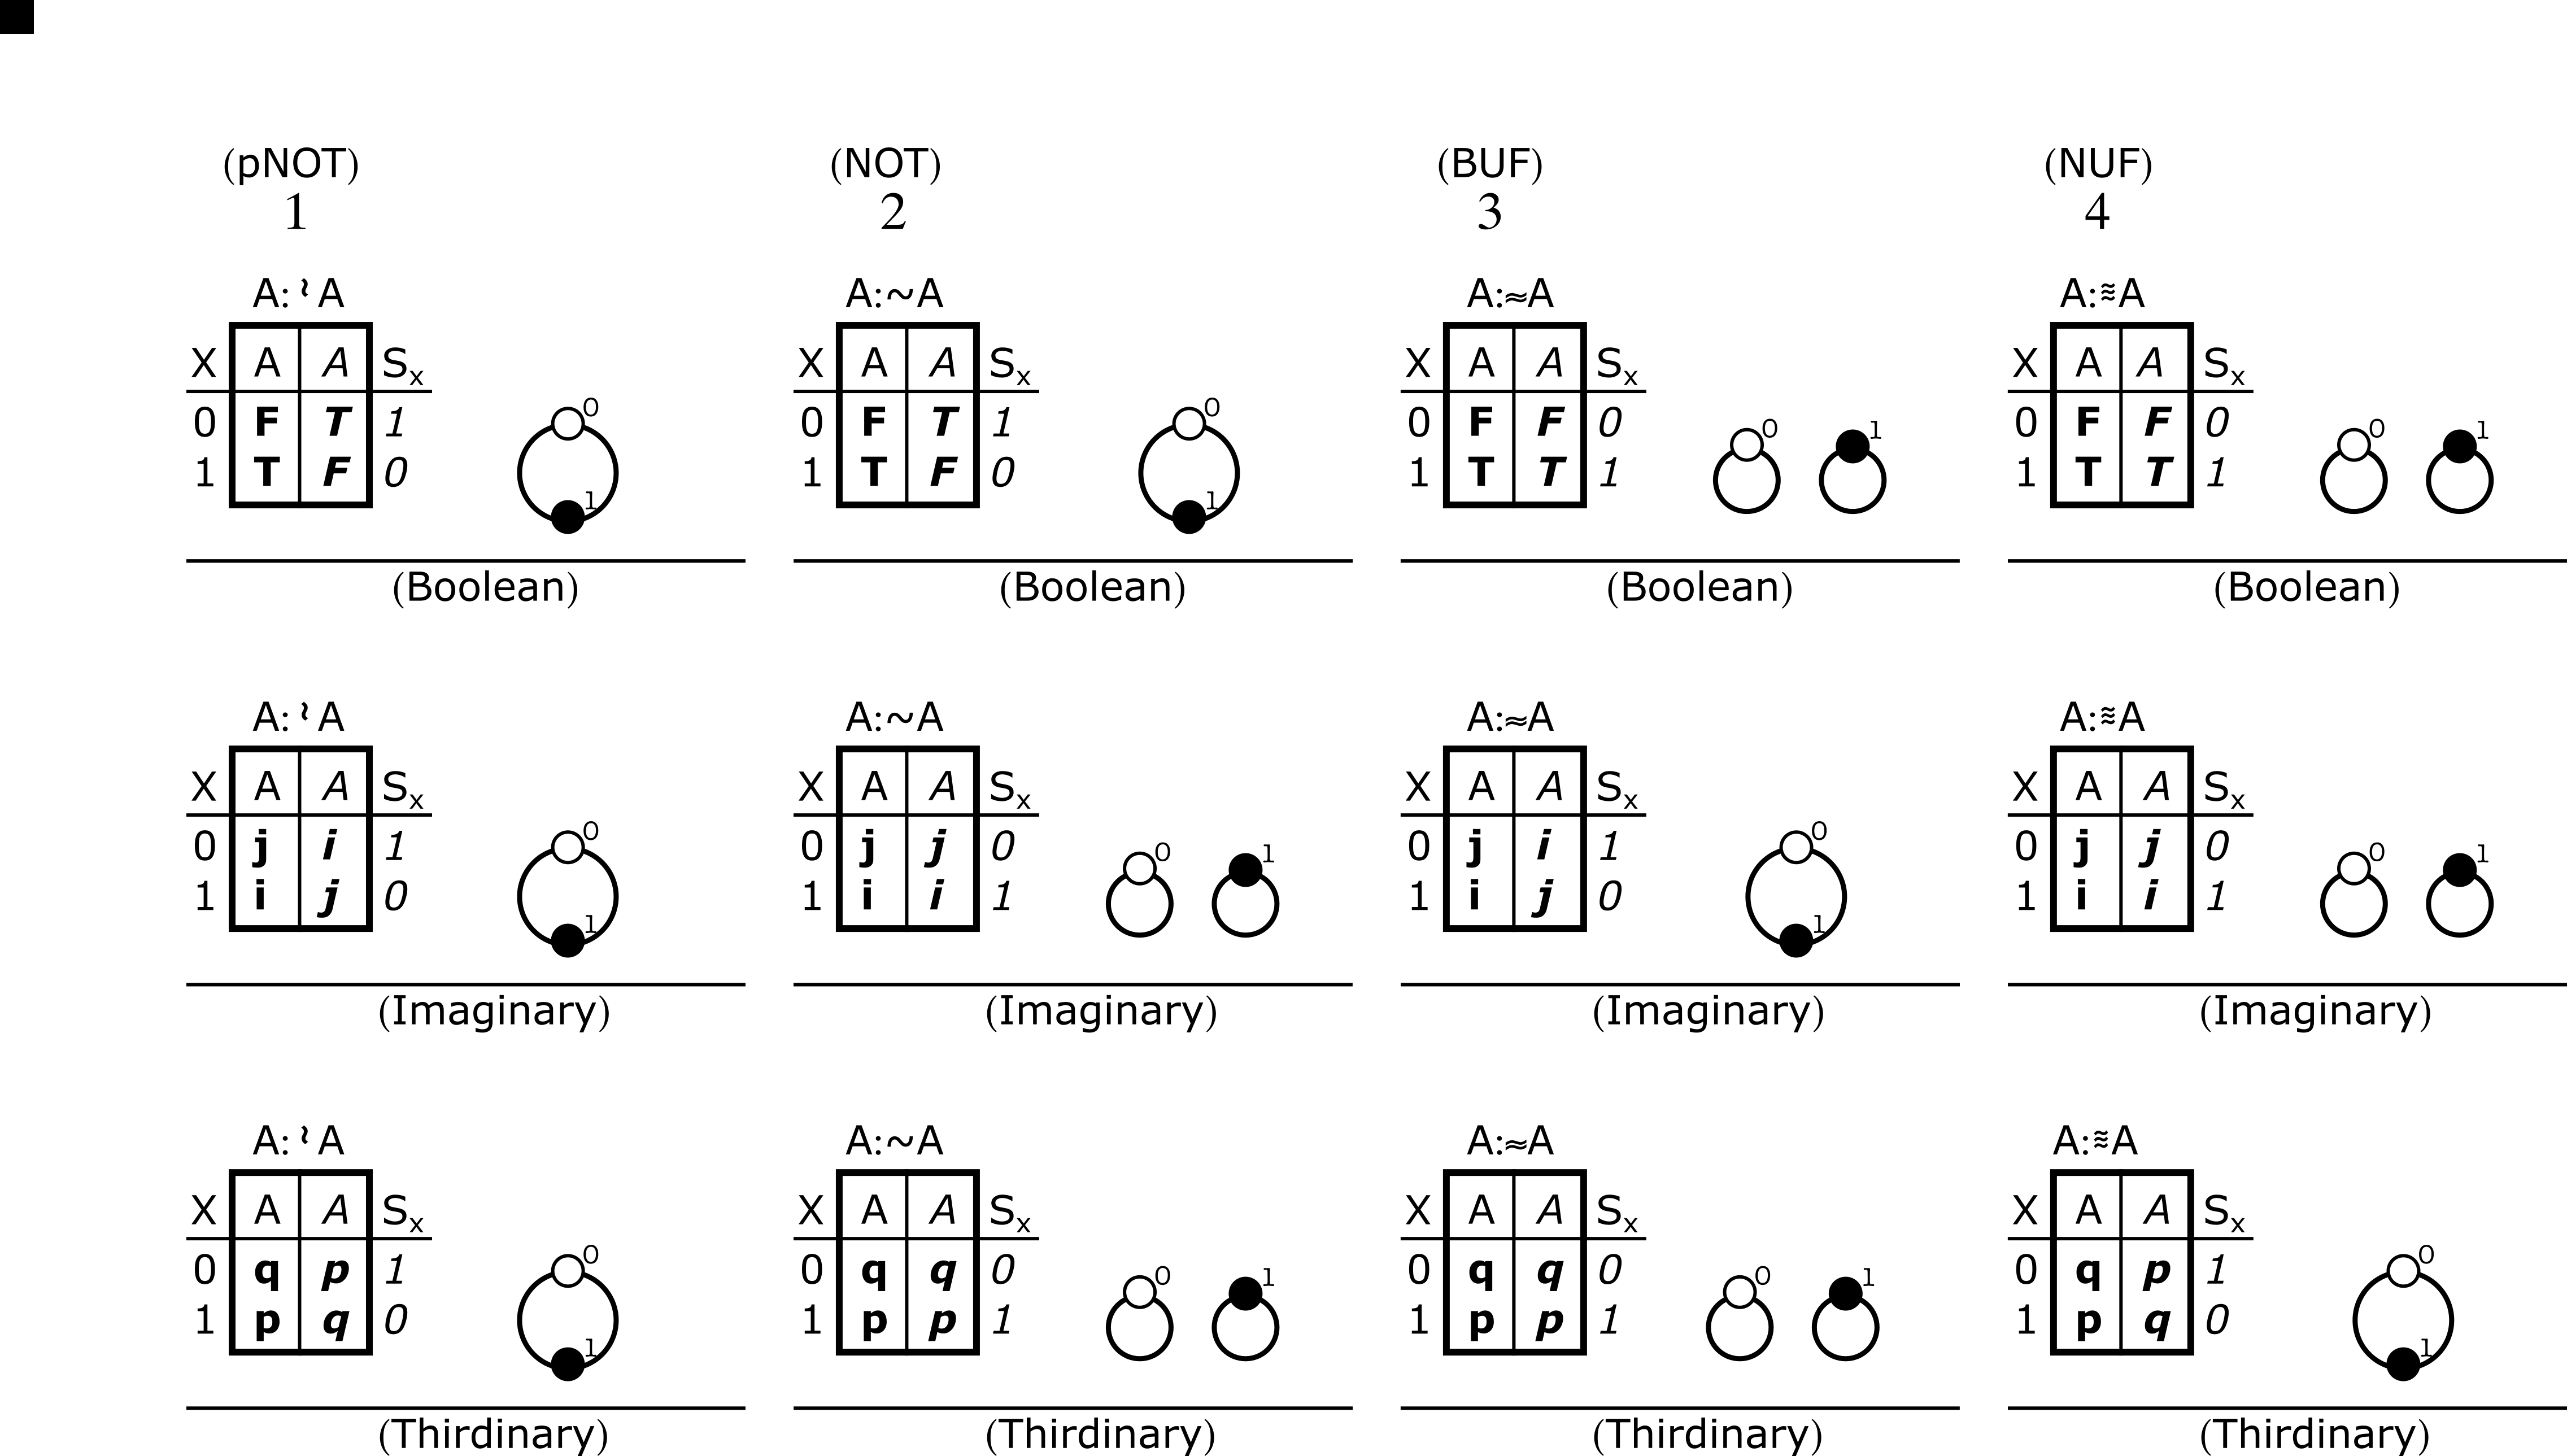 (pNOT) (NOT) (BUF) (NUF)
1 2 3 4
A:≀A A:~A A:≈A A:≋A
X A A Sx X A A Sx X A A Sx X A A Sx
0 F T 1 0 0 F T 1 0 0 F F 0 0 1 0 F F 0 0 1
1 T F 0 1 1 T F 0 1 1 T T 1 1 T T 1
(Boolean) (Boolean) (Boolean) (Boolean)
A:≀A A:~A A:≈A A:≋A
X A A Sx X A A Sx X A A Sx X A A Sx
0 j i 1 0 0 j j 0 0 1 0 j i 1 0 0 j j 0 0 1
1 i j 0 1 1 i i 1 1 i j 0 1 1 i i 1
(Imaginary) (Imaginary) (Imaginary) (Imaginary)
A:≀A A:~A A:≈A A:≋A
X A A Sx X A A Sx X A A Sx X A A Sx
0 q p 1 0 0 q q 0 0 1 0 q q 0 0 1 0 q p 1 0
1 p q 0 1 1 p p 1 1 p p 1 1 p q 0 1
(Thirdinary) (Thirdinary) (Thirdinary) (Thirdinary)